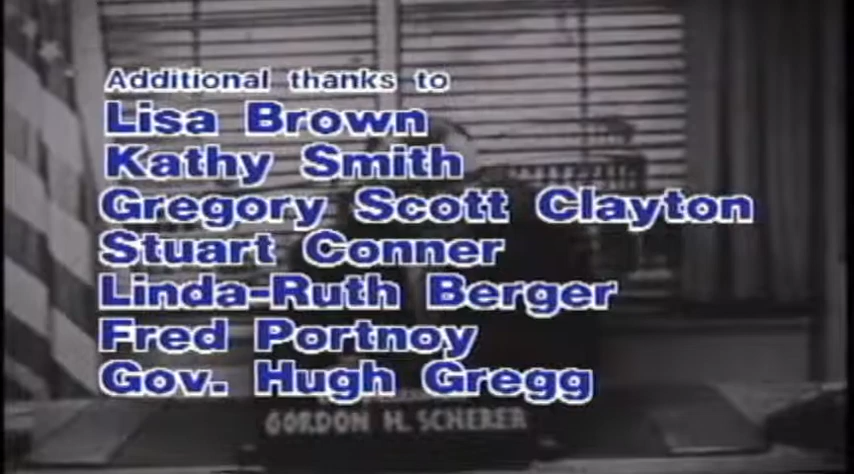 Additional thanks to
Lisa Brown
Kathy Smith
Gregory Scott Clayton
Stuart Conner
Linda-Ruth Berger
Fred Portnoy
Gov. Hugh Gregg
GORDON H. SCHERER